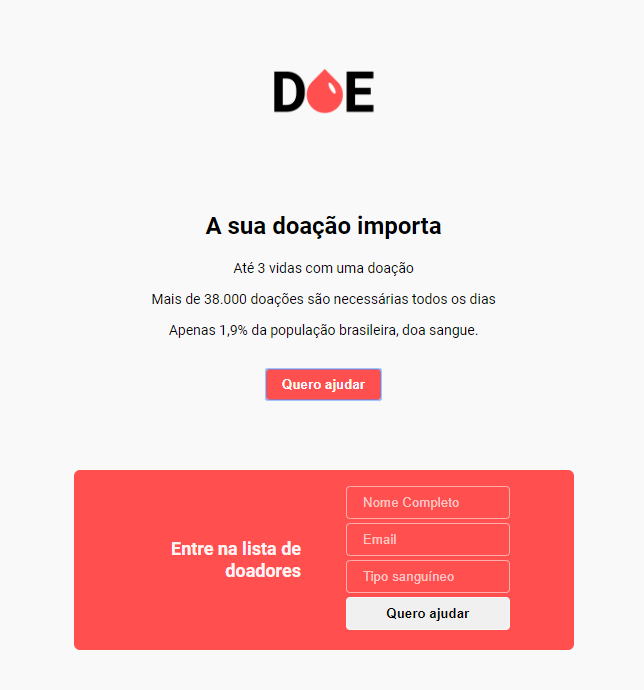 DOE
A sua doação importa
Até 3 vidas com uma doação
Mais de 38.000 doações são necessárias todos os dias
Apenas 1,9% da população brasileira, doa sangue.
Quero ajudar
Entre na lista de
doadores
Nome Completo
Email
Tipo sanguíneo
Quero ajudar